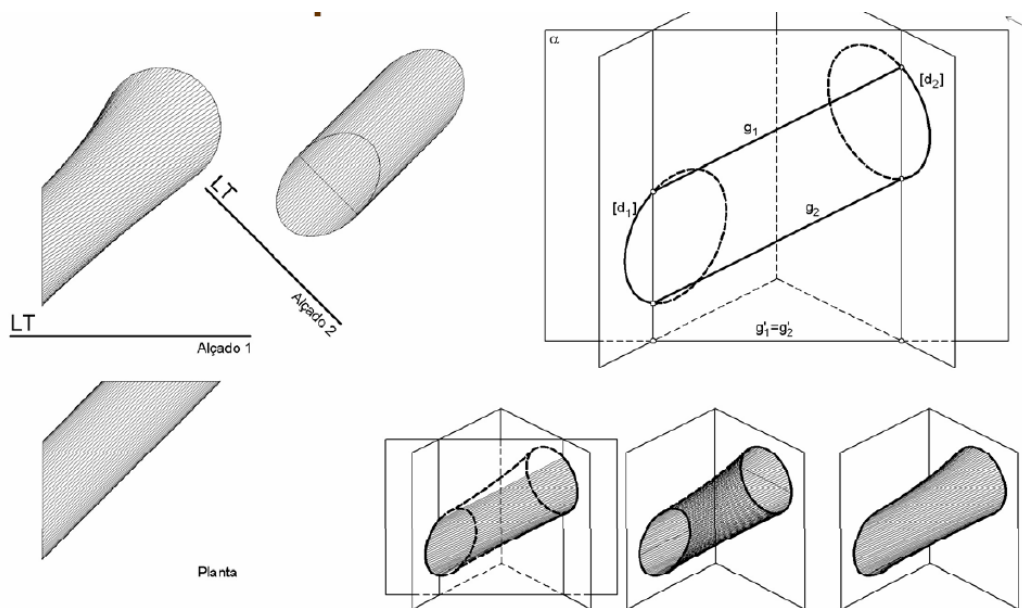 LT
Alçado 1
LT
Alçado 2
Planta
α
[d₂]
g₁
[d₁]
g₂
g'₁=g'₂